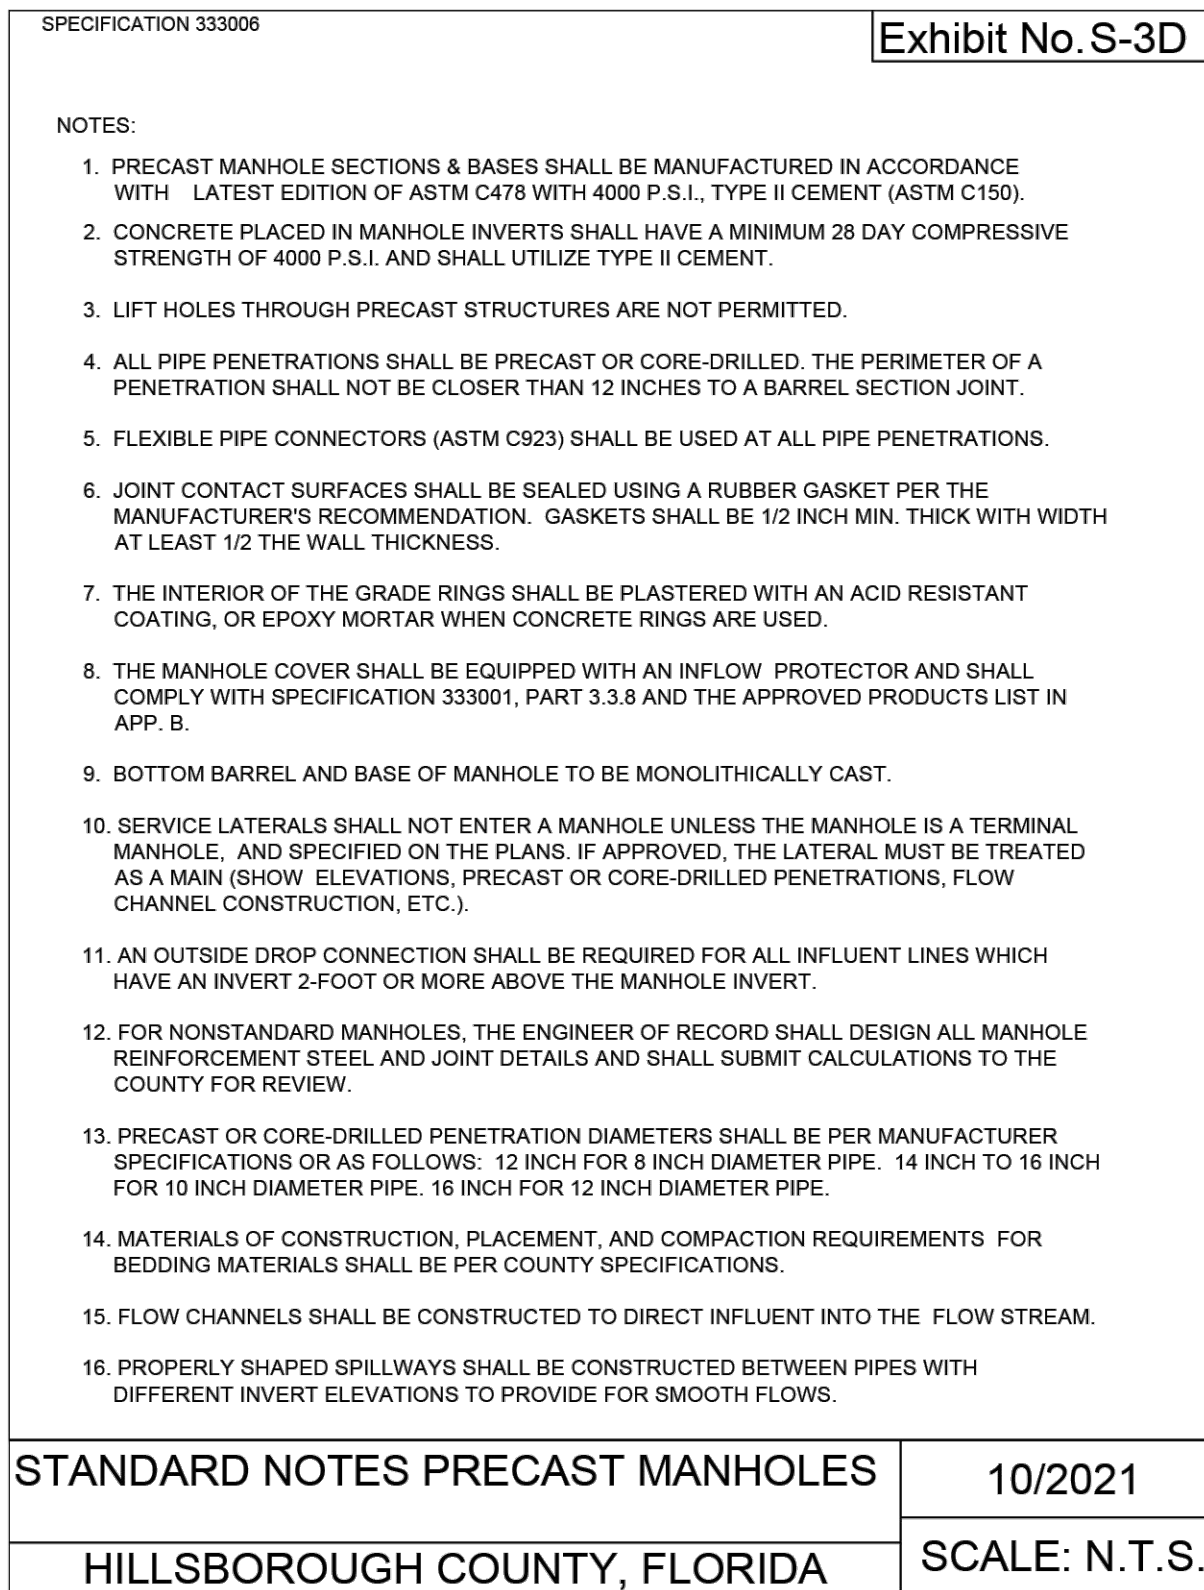 SPECIFICATION 333006
Exhibit No. S-3D
NOTES:
1. PRECAST MANHOLE SECTIONS & BASES SHALL BE MANUFACTURED IN ACCORDANCE
WITH LATEST EDITION OF ASTM C478 WITH 4000 P.S.I., TYPE II CEMENT (ASTM C150).
2. CONCRETE PLACED IN MANHOLE INVERTS SHALL HAVE A MINIMUM 28 DAY COMPRESSIVE
STRENGTH OF 4000 P.S.I. AND SHALL UTILIZE TYPE II CEMENT.
3. LIFT HOLES THROUGH PRECAST STRUCTURES ARE NOT PERMITTED.
4. ALL PIPE PENETRATIONS SHALL BE PRECAST OR CORE-DRILLED. THE PERIMETER OF A
PENETRATION SHALL NOT BE CLOSER THAN 12 INCHES TO A BARREL SECTION JOINT.
5. FLEXIBLE PIPE CONNECTORS (ASTM C923) SHALL BE USED AT ALL PIPE PENETRATIONS.
6. JOINT CONTACT SURFACES SHALL BE SEALED USING A RUBBER GASKET PER THE
MANUFACTURER'S RECOMMENDATION. GASKETS SHALL BE 1/2 INCH MIN. THICK WITH WIDTH
AT LEAST 1/2 THE WALL THICKNESS.
7. THE INTERIOR OF THE GRADE RINGS SHALL BE PLASTERED WITH AN ACID RESISTANT
COATING, OR EPOXY MORTAR WHEN CONCRETE RINGS ARE USED.
8. THE MANHOLE COVER SHALL BE EQUIPPED WITH AN INFLOW PROTECTOR AND SHALL
COMPLY WITH SPECIFICATION 333001, PART 3.3.8 AND THE APPROVED PRODUCTS LIST IN
APP. B.
9. BOTTOM BARREL AND BASE OF MANHOLE TO BE MONOLITHICALLY CAST.
10. SERVICE LATERALS SHALL NOT ENTER A MANHOLE UNLESS THE MANHOLE IS A TERMINAL
MANHOLE, AND SPECIFIED ON THE PLANS. IF APPROVED, THE LATERAL MUST BE TREATED
AS A MAIN (SHOW ELEVATIONS, PRECAST OR CORE-DRILLED PENETRATIONS, FLOW
CHANNEL CONSTRUCTION, ETC.).
11. AN OUTSIDE DROP CONNECTION SHALL BE REQUIRED FOR ALL INFLUENT LINES WHICH
HAVE AN INVERT 2-FOOT OR MORE ABOVE THE MANHOLE INVERT.
12. FOR NONSTANDARD MANHOLES, THE ENGINEER OF RECORD SHALL DESIGN ALL MANHOLE
REINFORCEMENT STEEL AND JOINT DETAILS AND SHALL SUBMIT CALCULATIONS TO THE
COUNTY FOR REVIEW.
13. PRECAST OR CORE-DRILLED PENETRATION DIAMETERS SHALL BE PER MANUFACTURER
SPECIFICATIONS OR AS FOLLOWS: 12 INCH FOR 8 INCH DIAMETER PIPE. 14 INCH TO 16 INCH
FOR 10 INCH DIAMETER PIPE. 16 INCH FOR 12 INCH DIAMETER PIPE.
14. MATERIALS OF CONSTRUCTION, PLACEMENT, AND COMPACTION REQUIREMENTS FOR
BEDDING MATERIALS SHALL BE PER COUNTY SPECIFICATIONS.
15. FLOW CHANNELS SHALL BE CONSTRUCTED TO DIRECT INFLUENT INTO THE FLOW STREAM.
16. PROPERLY SHAPED SPILLWAYS SHALL BE CONSTRUCTED BETWEEN PIPES WITH
DIFFERENT INVERT ELEVATIONS TO PROVIDE FOR SMOOTH FLOWS.
STANDARD NOTES PRECAST MANHOLES
10/2021
HILLSBOROUGH COUNTY, FLORIDA
SCALE: N.T.S.